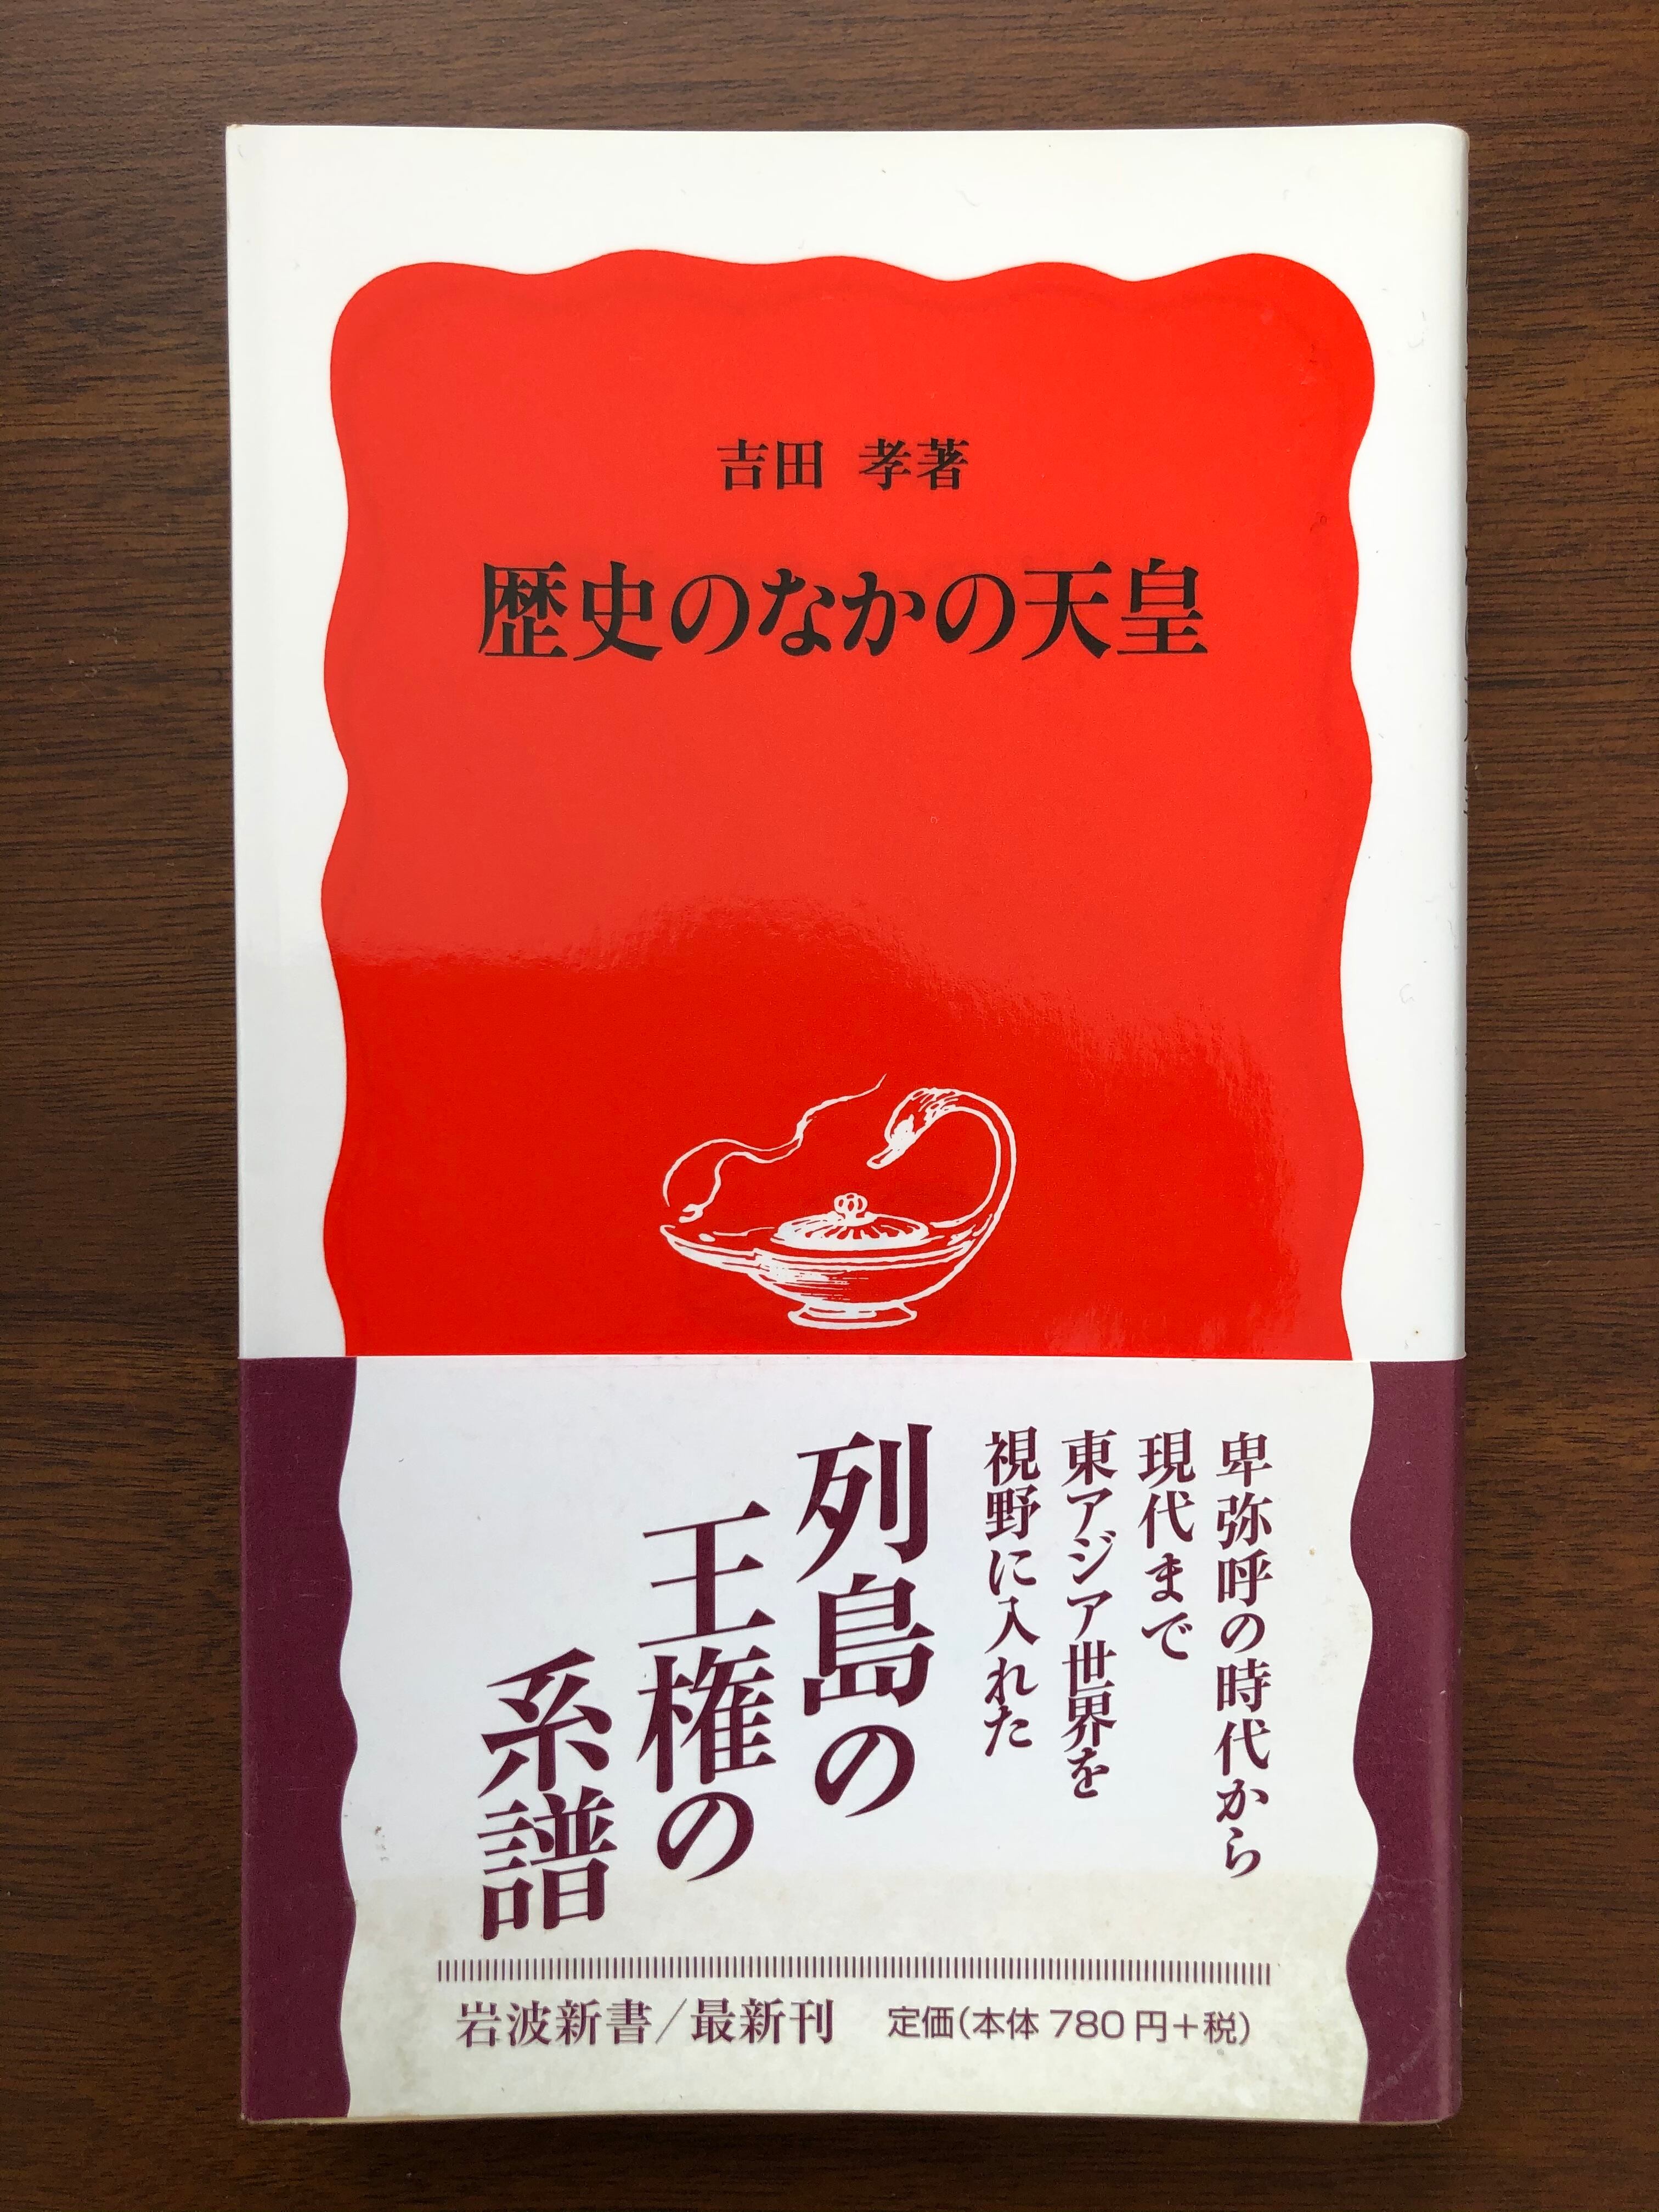 吉田 孝著
歴史のなかの天皇
卑弥呼の時代から
現代まで
東アジア世界を
視野に入れた
列島の
王権の
系譜
岩波新書/最新刊 定価(本体 780 円+税)